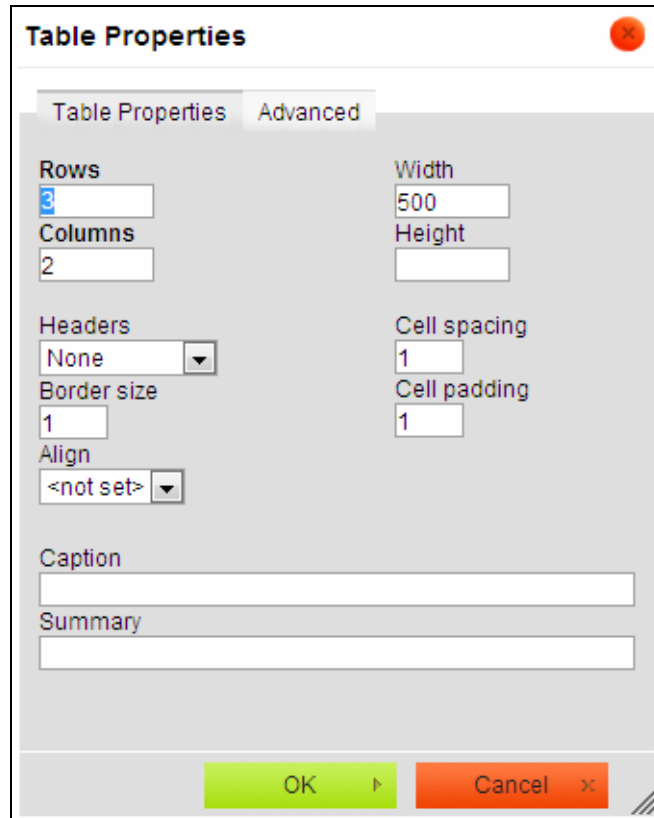 Table Properties
Table Properties Advanced
Rows
3
Columns
2
Width
500
Height
Headers
None
Border size
1
Align
<not set>
Cell spacing
1
Cell padding
1
Caption
Summary
OK
Cancel